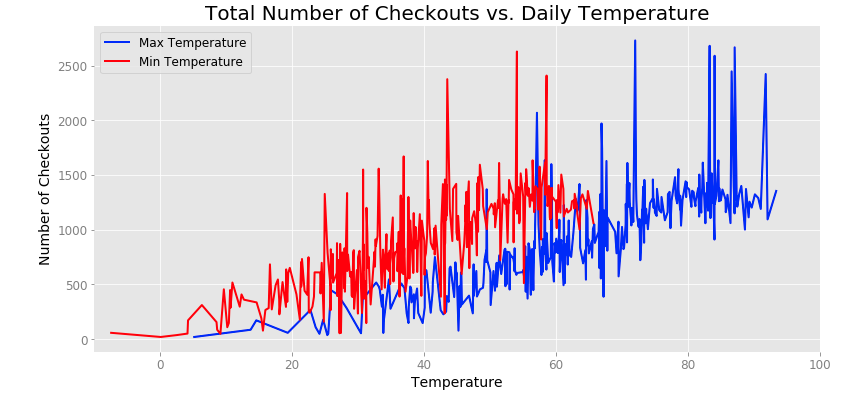 Total Number of Checkouts vs. Daily Temperature
Max Temperature
Min Temperature
Number of Checkouts
2500
2000
1500
1000
500
0
0
20
40
60
80
100
Temperature